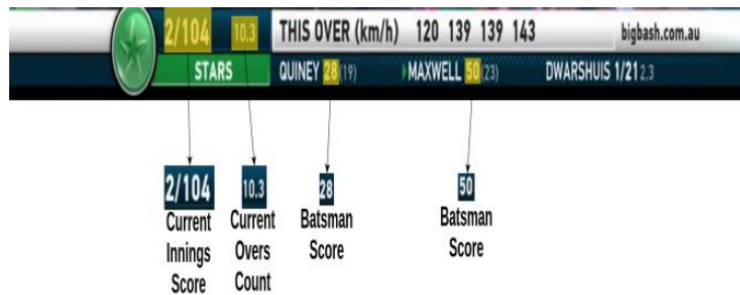 2/104 10.3 THIS OVER (km/h) 120 139 139 143 bigbash.com.au
STARS QUINEY 28 (19) MAXWELL 50 (23) DWARSHUIS 1/21 2.3
2/104 10.3 28 50
Current Current Batsman Batsman
Innings Overs Score Score
Score Count